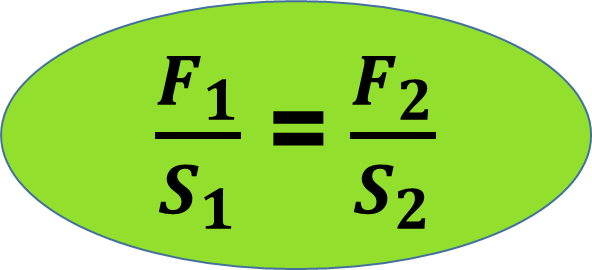 F₁/S₁ = F₂/S₂